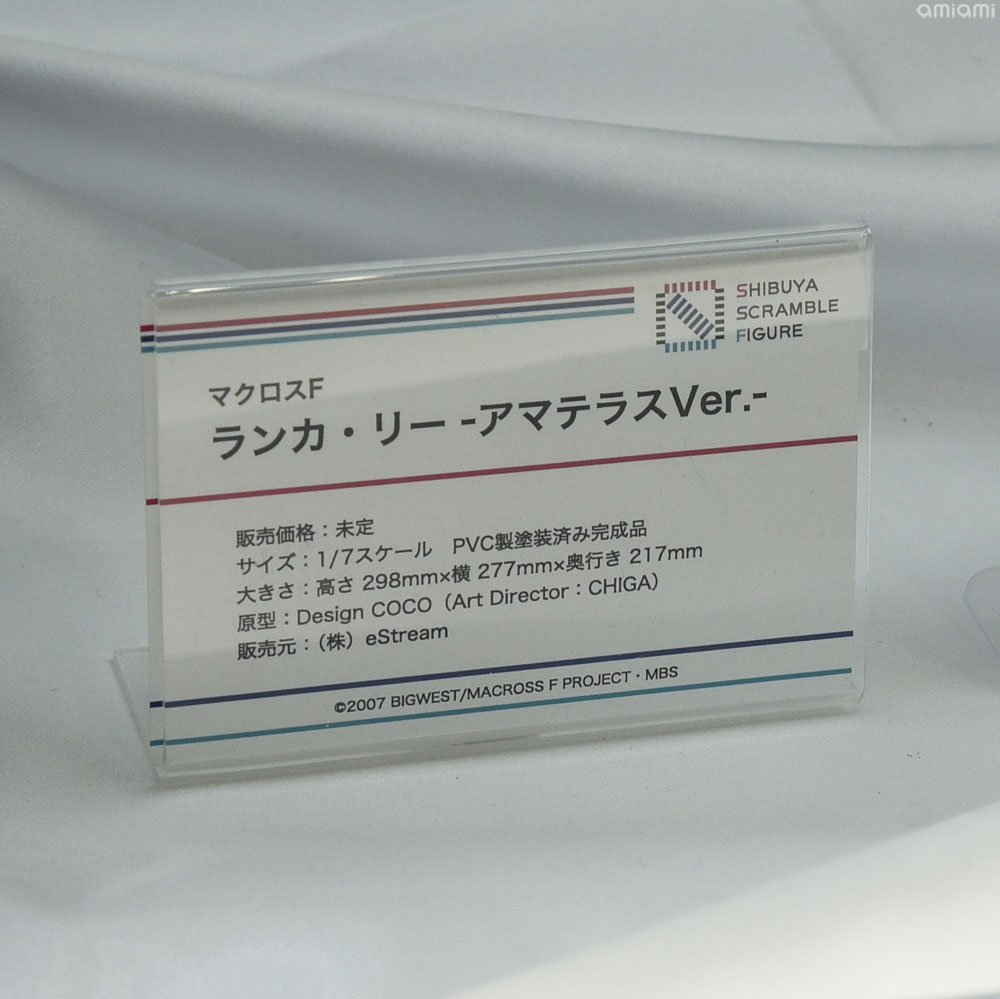 amiami
SHIBUYA
SCRAMBLE
FIGURE
マクロスF
ランカ・リー -アマテラスVer.-
販売価格：未定
サイズ：1/7スケール　PVC製塗装済み完成品
大きさ：高さ 298mm×横 277mm×奥行き 217mm
原型：Design COCO（Art Director：CHIGA）
販売元：（株）eStream
©2007 BIGWEST/MACROSS F PROJECT・MBS